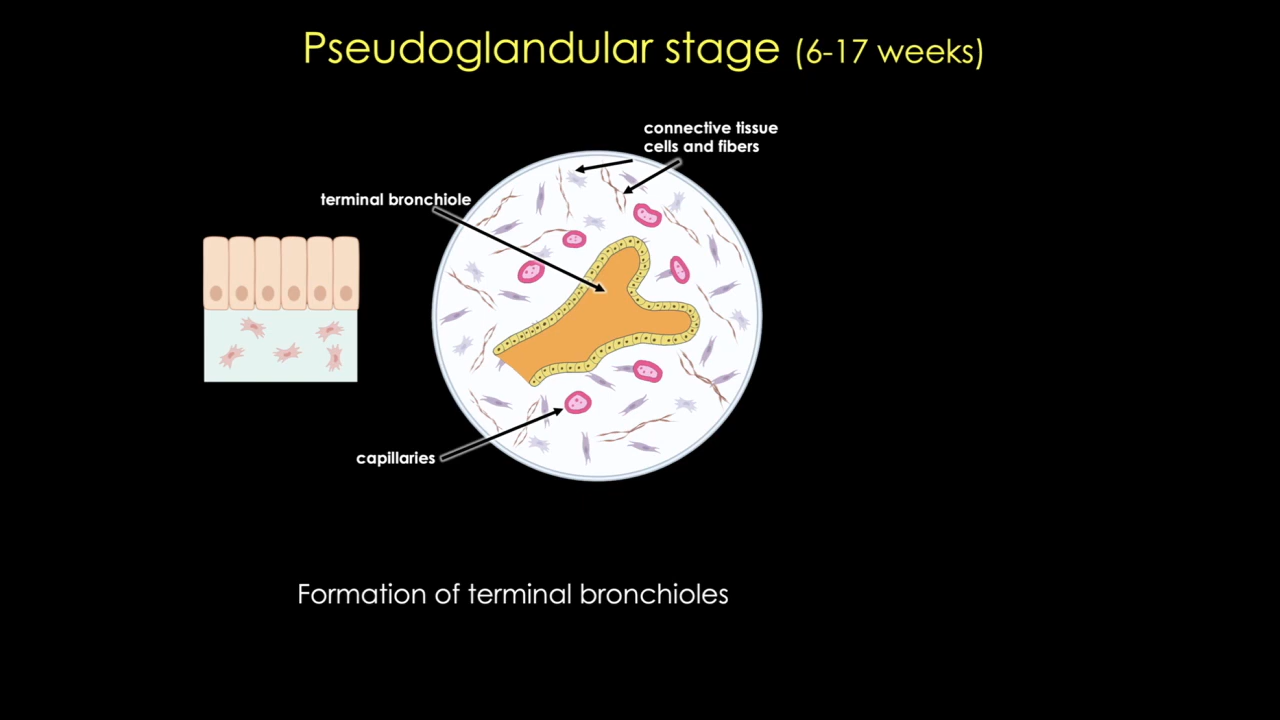 Pseudoglandular stage (6-17 weeks)
connective tissue
cells and fibers
terminal bronchiole
capillaries
Formation of terminal bronchioles